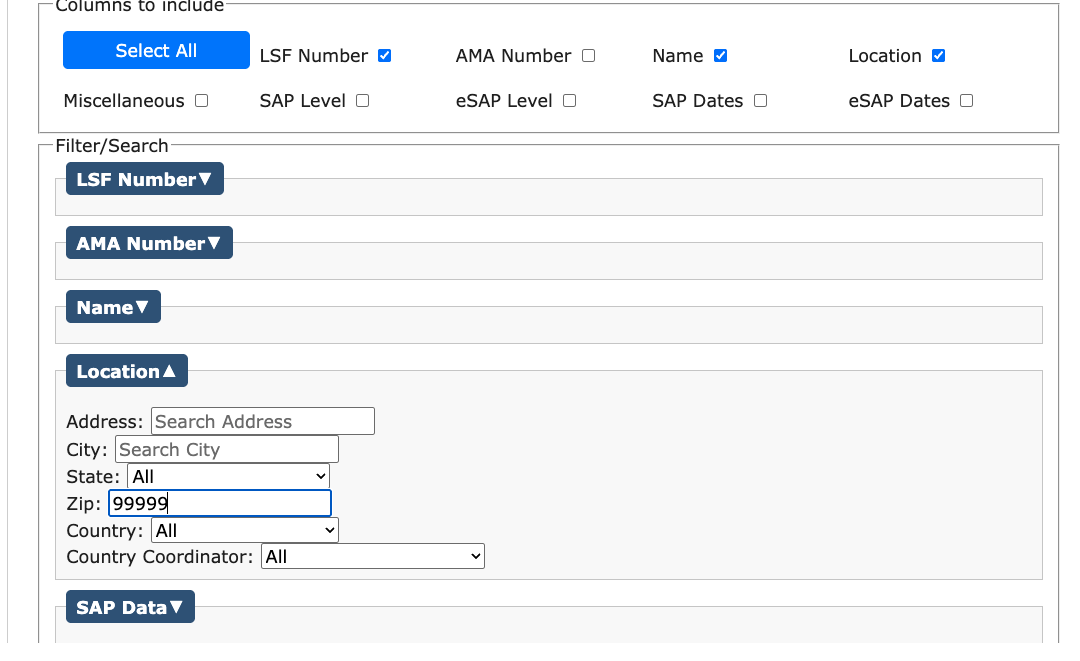 Columns to include
Select All LSF Number AMA Number Name Location
Miscellaneous SAP Level eSAP Level SAP Dates eSAP Dates
Filter/Search
LSF Number▼
AMA Number▼
Name▼
Location▲
Address: Search Address
City: Search City
State: All
Zip: 99999
Country: All
Country Coordinator: All
SAP Data▼